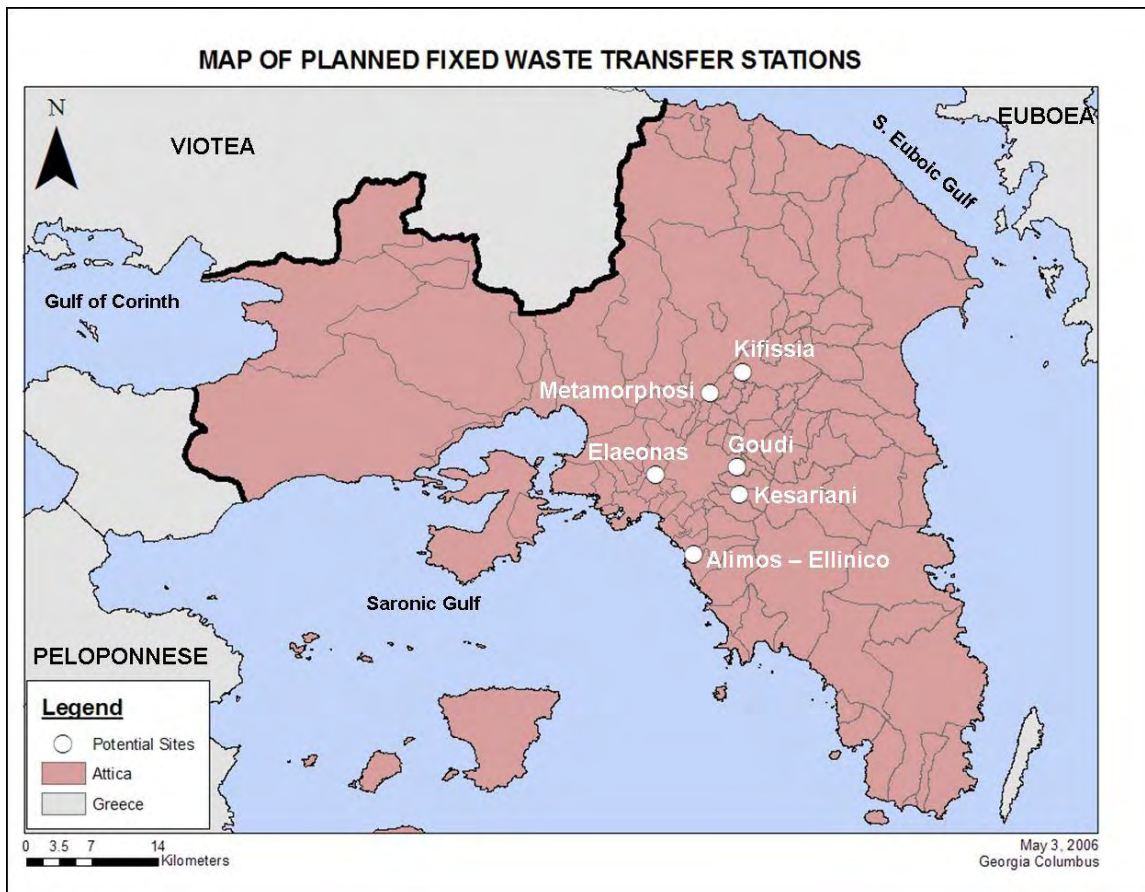 MAP OF PLANNED FIXED WASTE TRANSFER STATIONS
N
VIOTEA
EUBOEA
S. Euboic Gulf
Gulf of Corinth
Kifissia
Metamorphosi
Goudi
Elaeonas
Kesariani
Alimos – Ellinico
Saronic Gulf
PELOPONNESE
Legend
Potential Sites
Attica
Greece
0 3.5 7 14
Kilometers
May 3, 2006
Georgia Columbus